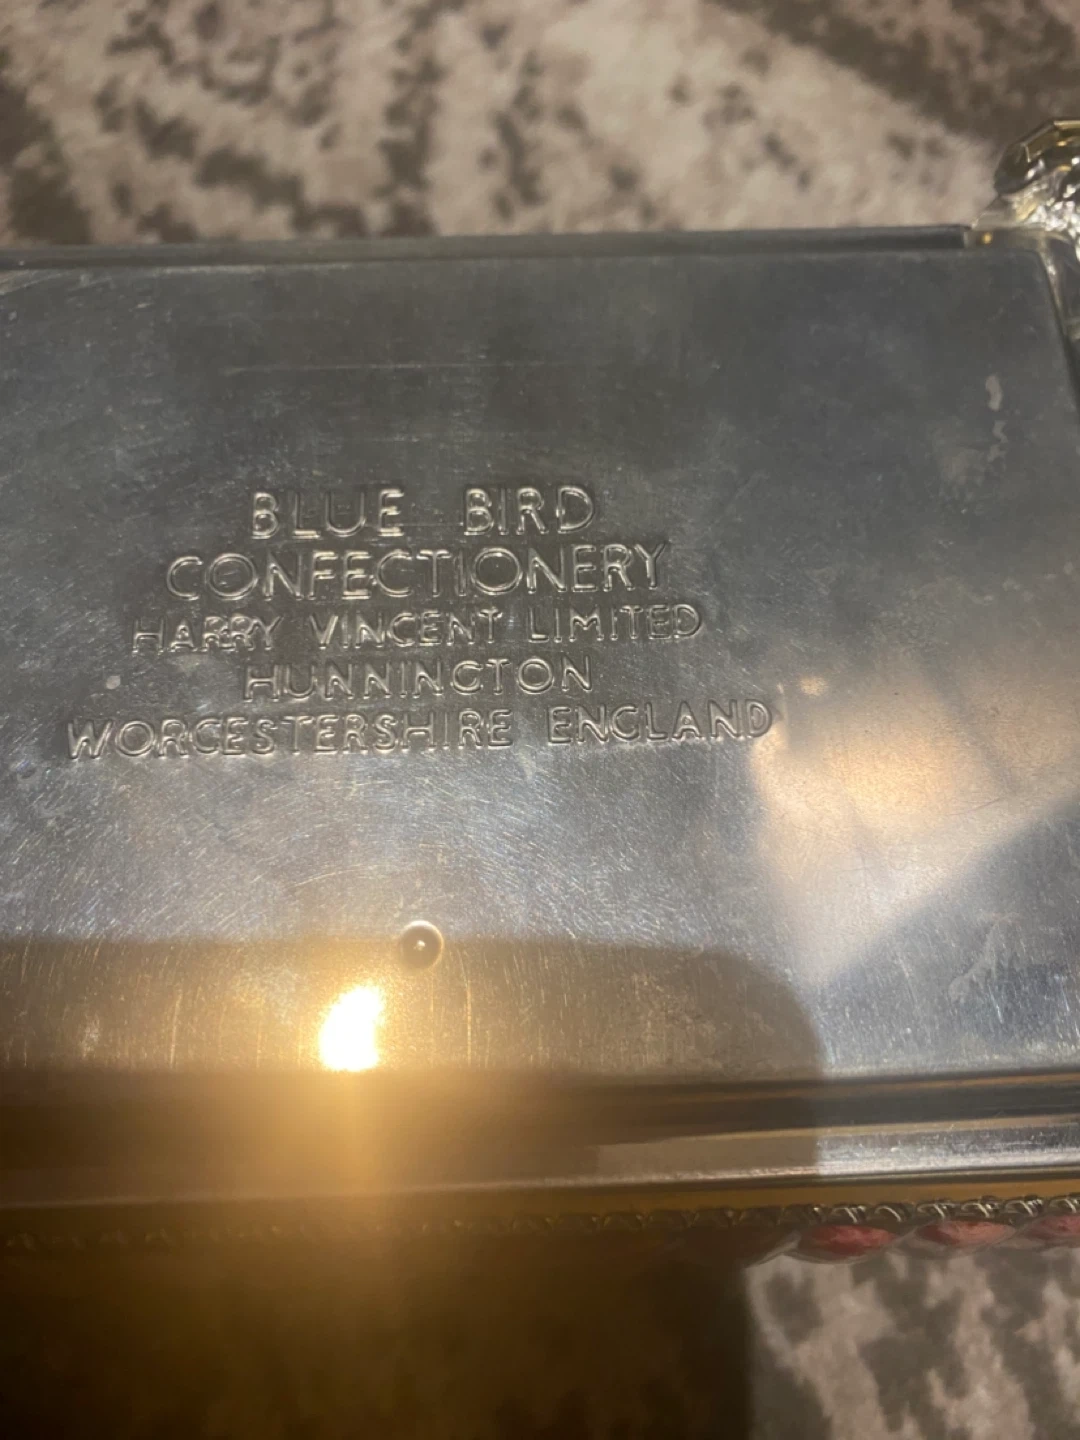 BLUE BIRD
CONFECTIONERY
HARRY VINCENT LIMITED
HUNNINGTON
WORCESTERSHIRE ENGLAND